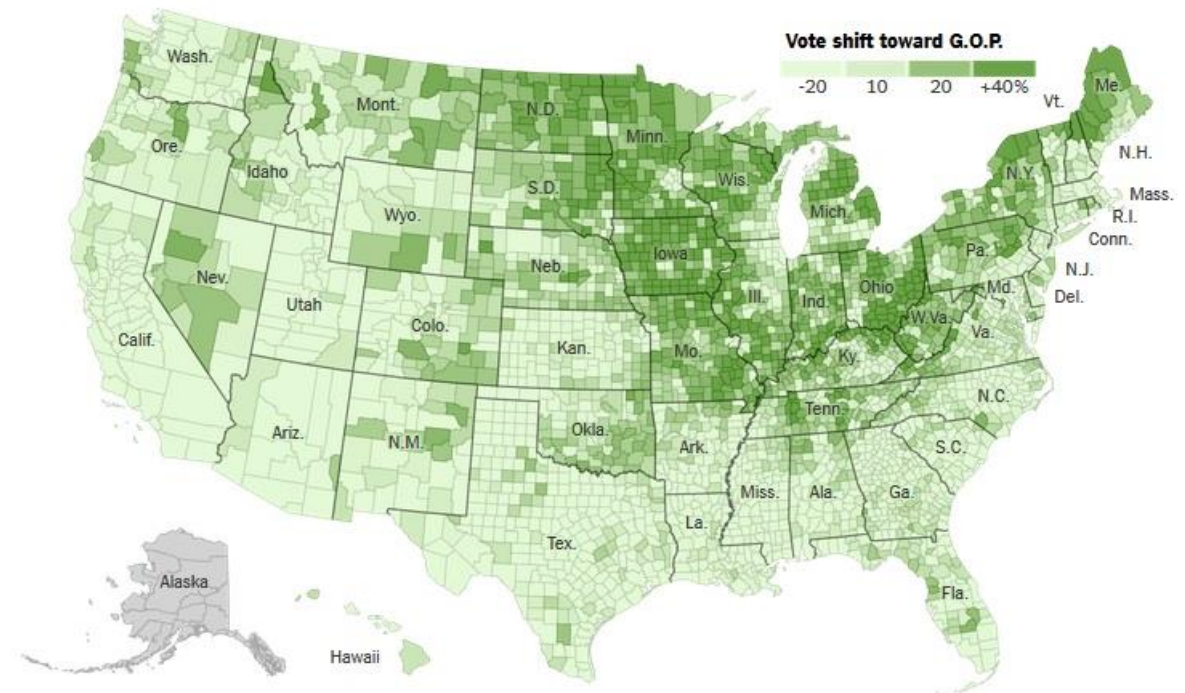 Vote shift toward G.O.P.
-20 10 20 +40%
Wash.
Mont.
N.D.
Minn.
Vt.
Me.
Ore.
Idaho
S.D.
Wis.
N.Y.
N.H.
Wyo.
Mich.
Mass.
R.I.
Conn.
Nev.
Neb.
Iowa
Pa.
N.J.
Utah
Colo.
Ill.
Ind.
Ohio
Md.
Del.
Calif.
Kan.
Mo.
W.Va.
Va.
Ky.
Ariz.
N.M.
Okla.
Ark.
Tenn.
N.C.
S.C.
Tex.
La.
Miss.
Ala.
Ga.
Alaska
Fla.
Hawaii